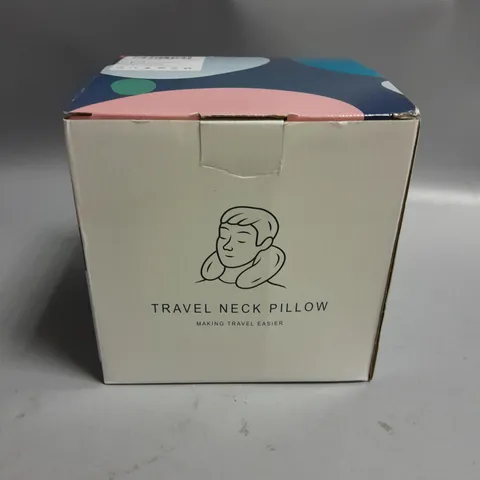 TRAVEL NECK PILLOW
MAKING TRAVEL EASIER